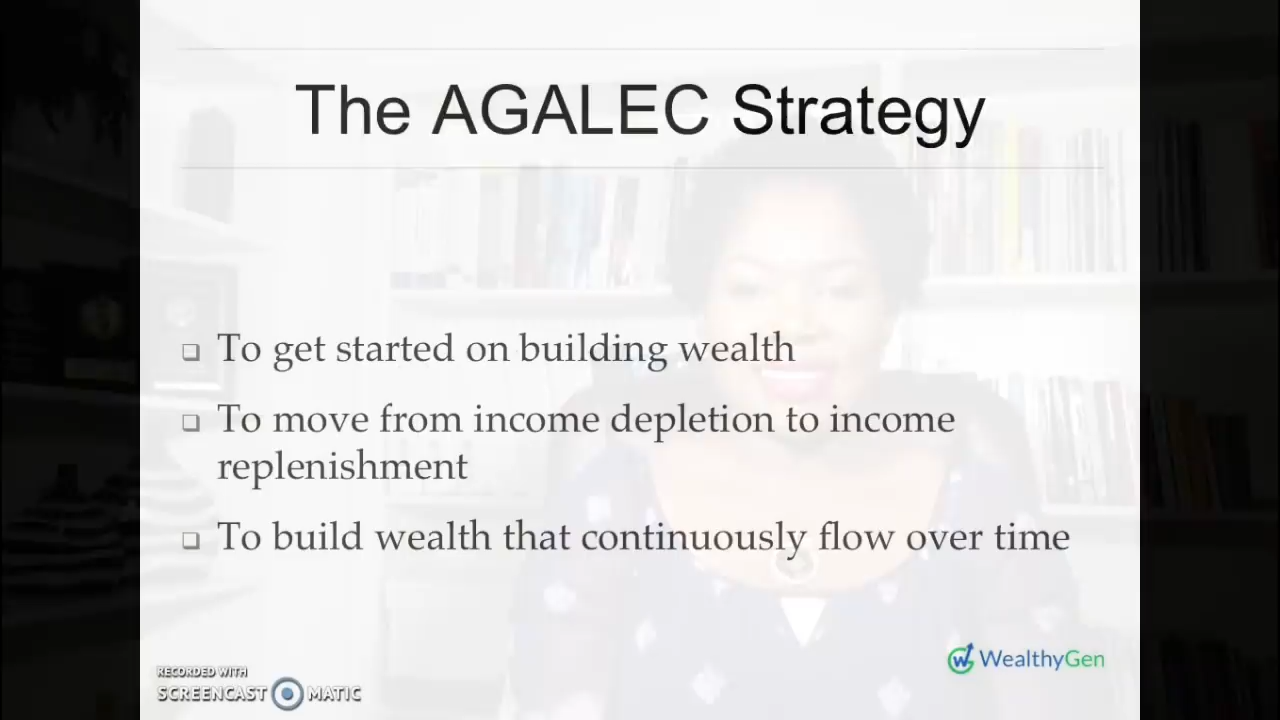 The AGALEC Strategy
To get started on building wealth
To move from income depletion to income
replenishment
To build wealth that continuously flow over time
WealthyGen
RECORDED WITH
SCREENCAST MATIC